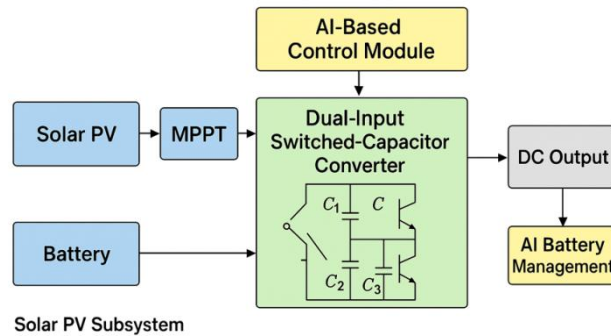 AI-Based
Control Module
Solar PV
MPPT
Dual-Input
Switched-Capacitor
Converter
DC Output
C1
C
C2
C3
Battery
AI Battery
Management
Solar PV Subsystem